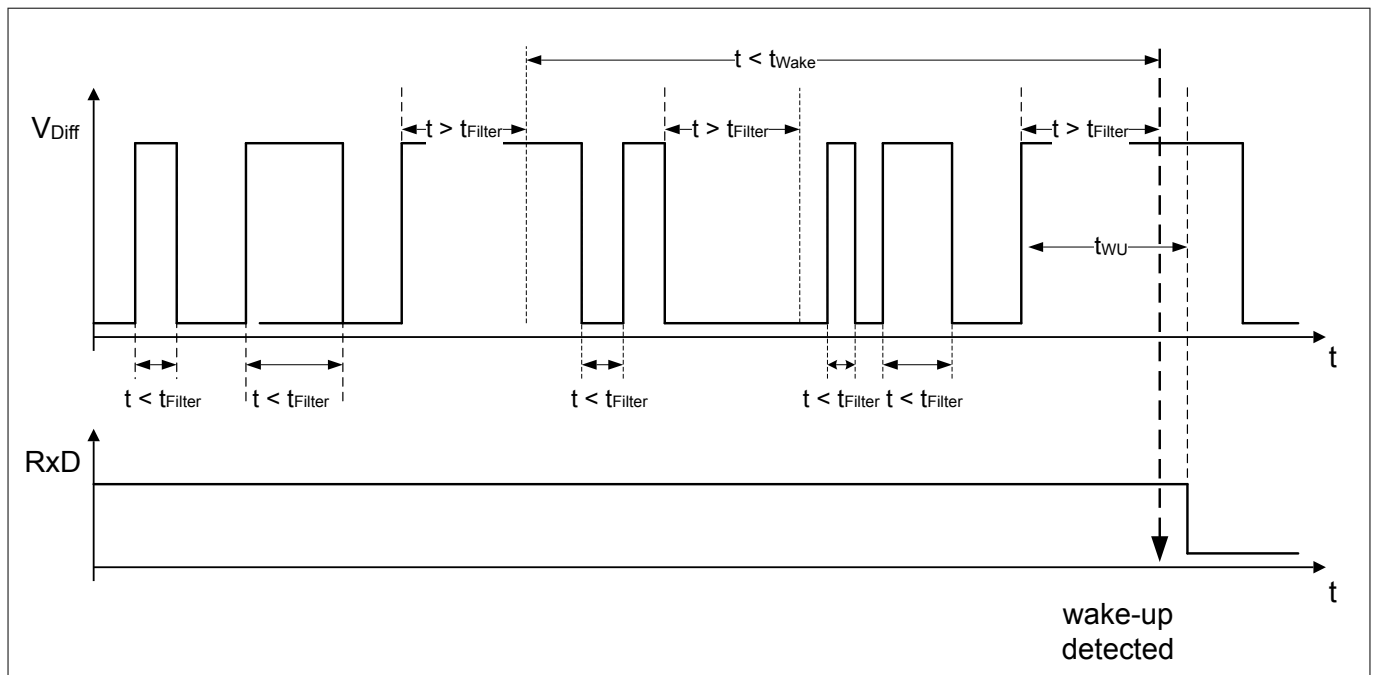 t < tWake
VDiff
t > tFilter
t > tFilter
t > tFilter
tWU
t
t < tFilter
t < tFilter
t < tFilter
t < tFilter
t < tFilter
RxD
t
wake-up
detected